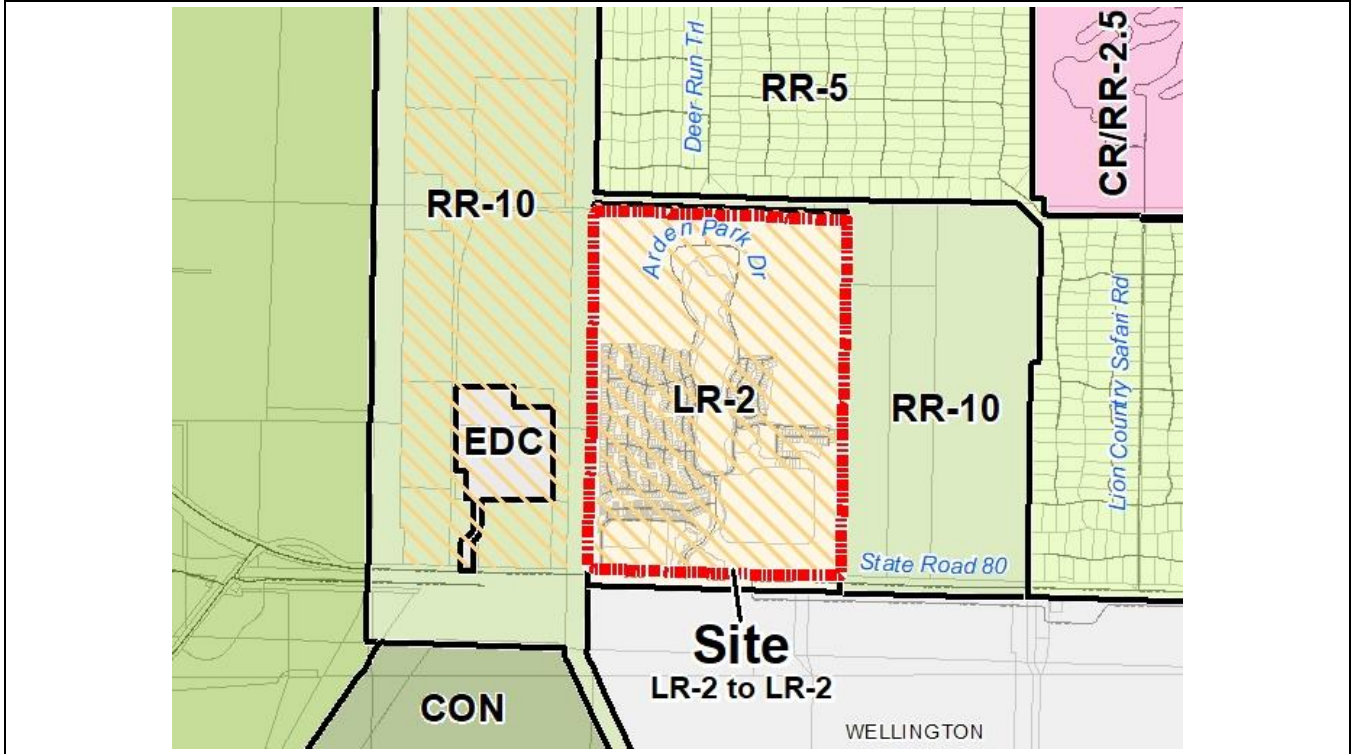 Deer Run Trl
RR-5
CR/RR-2.5
RR-10
Arden Park Dr
LR-2
RR-10
EDC
Lion Country Safari Rd
State Road 80
Site
LR-2 to LR-2
CON
WELLINGTON